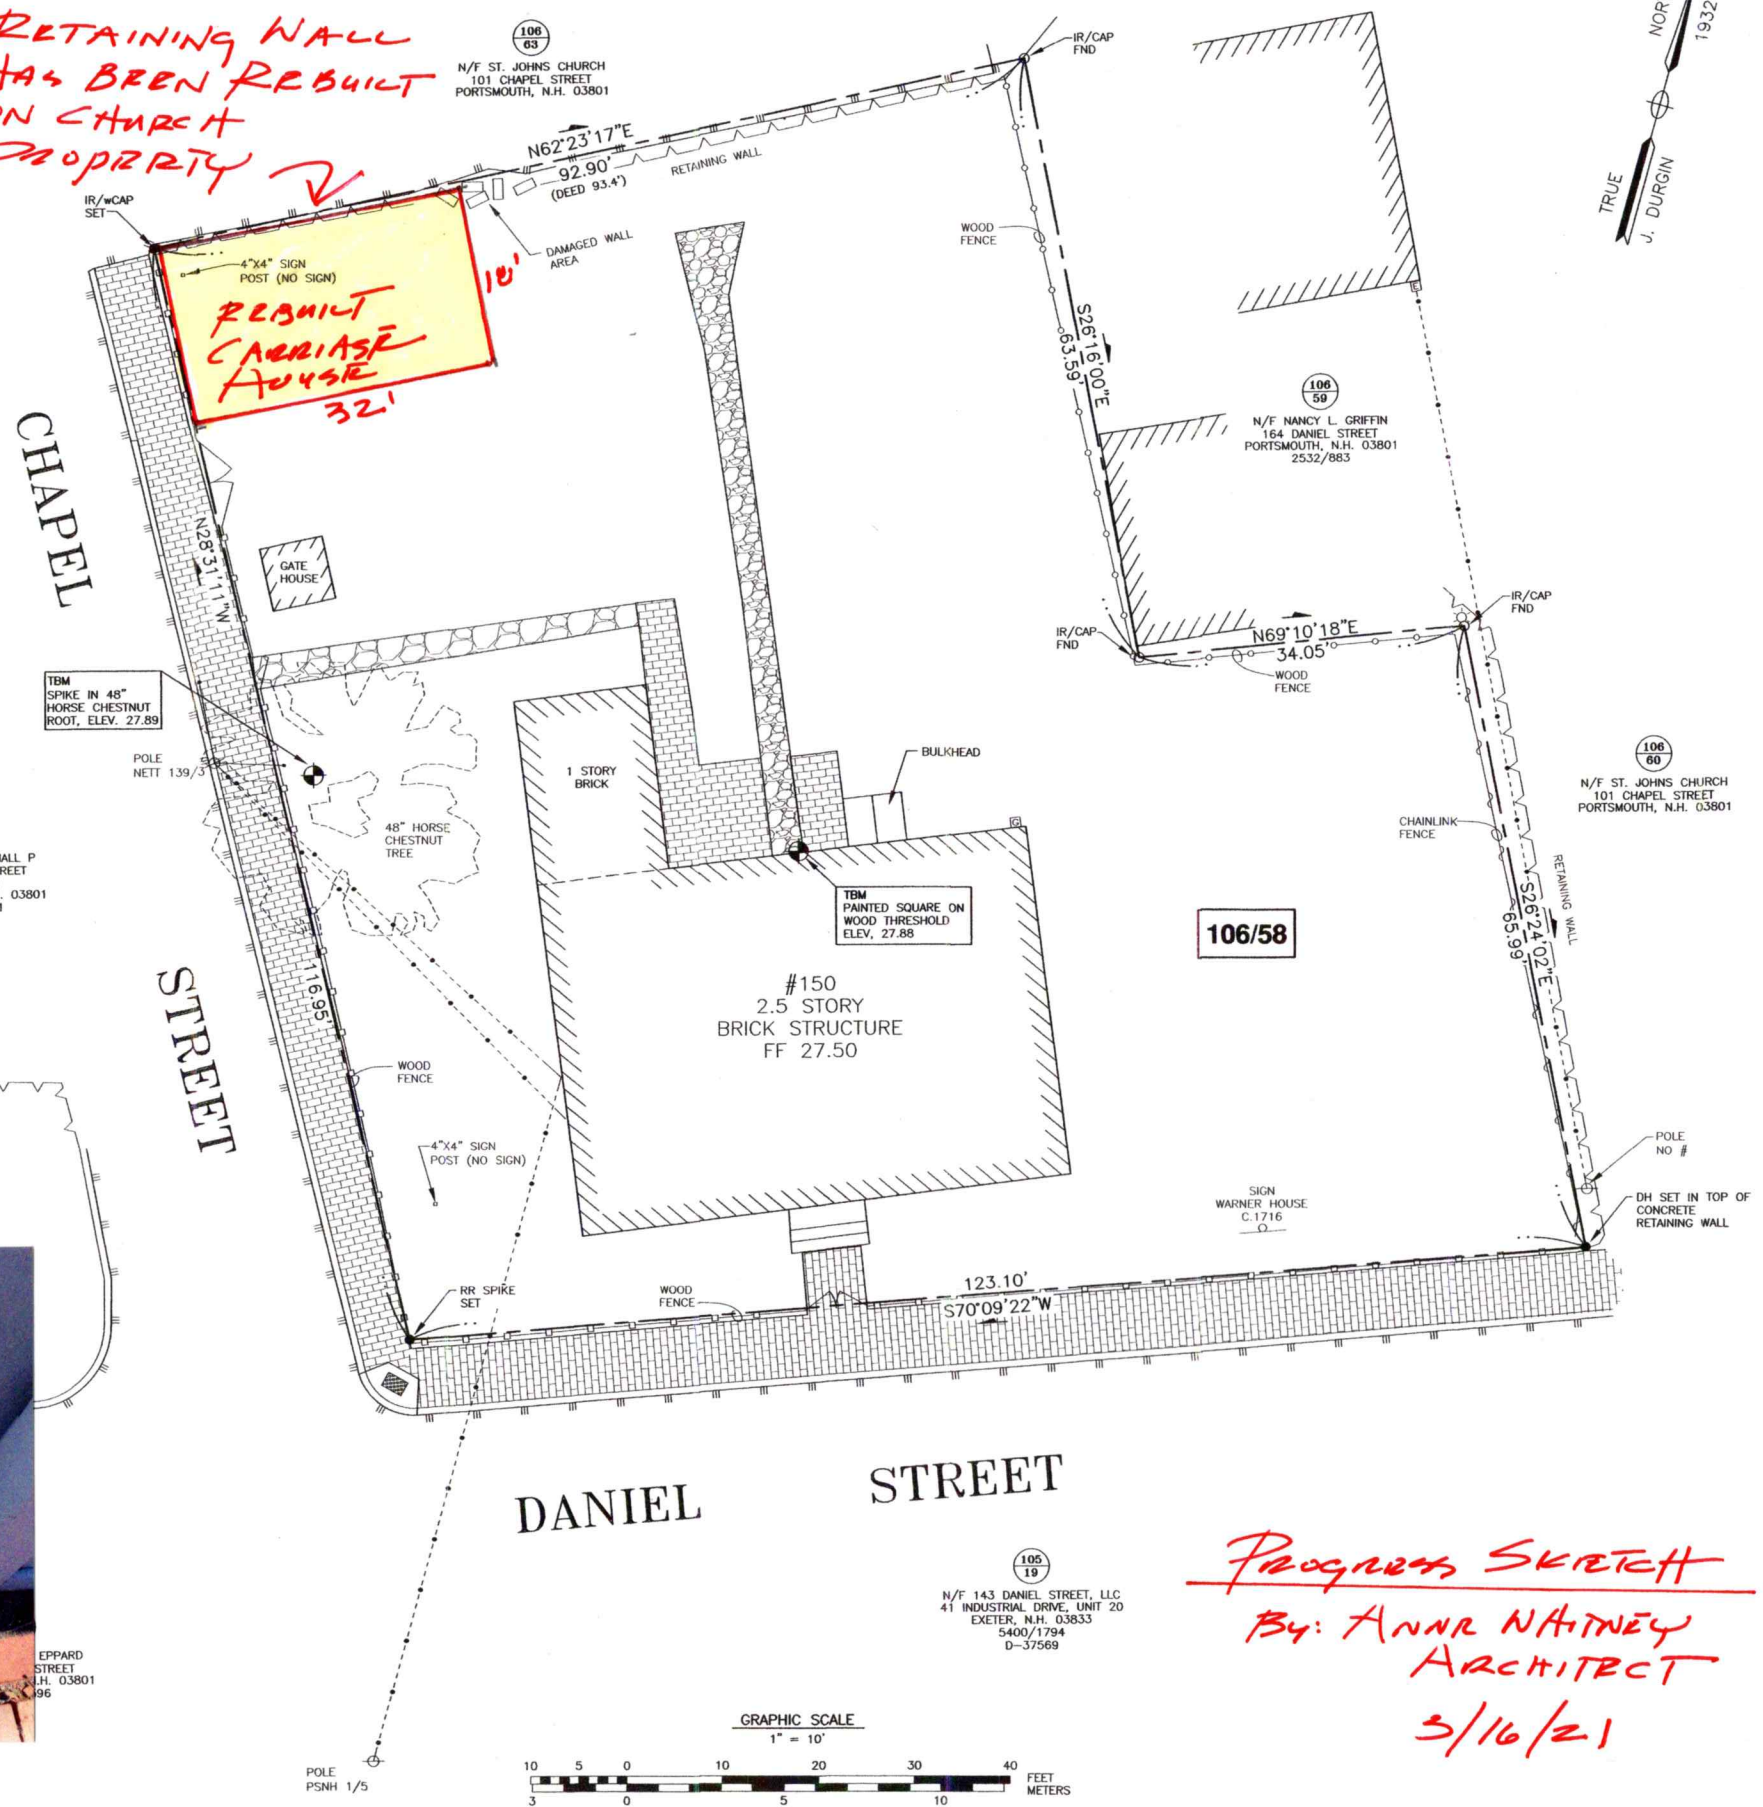 RETAINING WALL
HAS BEEN REBUILT
ON CHURCH
PROPERTY
106
63
N/F ST. JOHNS CHURCH
101 CHAPEL STREET
PORTSMOUTH, N.H. 03801
IR/CAP
FND
NOR
1932
TRUE
J. DURGIN
N62°23'17"E
92.90'
(DEED 93.4')
RETAINING WALL
IR/wCAP
SET
DAMAGED WALL
AREA
4"X4" SIGN
POST (NO SIGN)
REBUILT
CARRIAGE
HOUSE
32'
WOOD
FENCE
S26°16'00"E
63.59'
106
59
N/F NANCY L. GRIFFIN
164 DANIEL STREET
PORTSMOUTH, N.H. 03801
2532/883
E
CHAPEL
STREET
N28°31'11"W
116.95'
GATE
HOUSE
IR/CAP
FND
IR/CAP
FND
N69°10'18"E
34.05'
WOOD
FENCE
TBM
SPIKE IN 48"
HORSE CHESTNUT
ROOT, ELEV. 27.89
POLE
NETT 139/3
48" HORSE
CHESTNUT
TREE
1 STORY
BRICK
BULKHEAD
G
106
60
N/F ST. JOHNS CHURCH
101 CHAPEL STREET
PORTSMOUTH, N.H. 03801
CHAINLINK
FENCE
RETAINING WALL
S26°24'02"E
65.99'
ALL P
REET
. 03801
TBM
PAINTED SQUARE ON
WOOD THRESHOLD
ELEV, 27.88
106/58
#150
2.5 STORY
BRICK STRUCTURE
FF 27.50
WOOD
FENCE
4"X4" SIGN
POST (NO SIGN)
POLE
NO #
SIGN
WARNER HOUSE
C.1716
DH SET IN TOP OF
CONCRETE
RETAINING WALL
RR SPIKE
SET
WOOD
FENCE
123.10'
S70°09'22"W
DANIEL STREET
105
19
N/F 143 DANIEL STREET, LLC
41 INDUSTRIAL DRIVE, UNIT 20
EXETER, N.H. 03833
5400/1794
D-37569
PROGRESS SKETCH
By: ANNE WHITNEY
ARCHITECT
3/16/21
EPPARD
STREET
.H. 03801
96
GRAPHIC SCALE
1" = 10'
10 5 0 10 20 30 40
FEET
METERS
3 0 5 10
POLE
PSNH 1/5